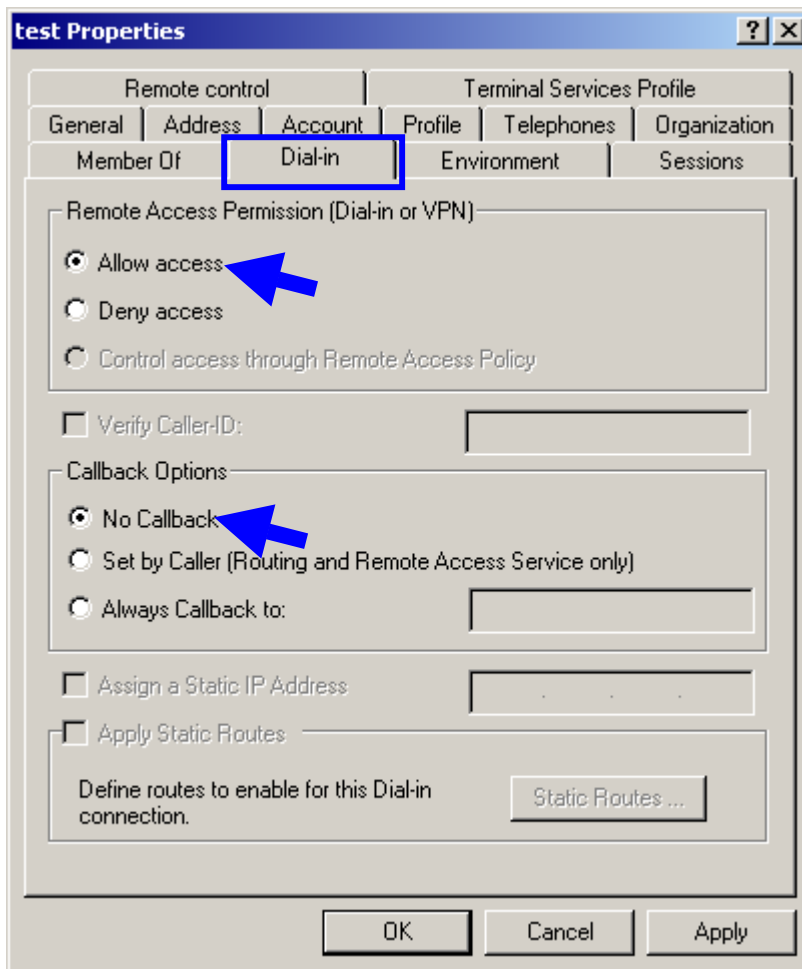 test Properties
Remote control Terminal Services Profile
General Address Account Profile Telephones Organization
Member Of Dial-in Environment Sessions
Remote Access Permission (Dial-in or VPN)
Allow access
Deny access
Control access through Remote Access Policy
Verify Caller-ID:
Callback Options
No Callback
Set by Caller (Routing and Remote Access Service only)
Always Callback to:
Assign a Static IP Address
Apply Static Routes
Define routes to enable for this Dial-in
connection.
Static Routes ...
OK Cancel Apply